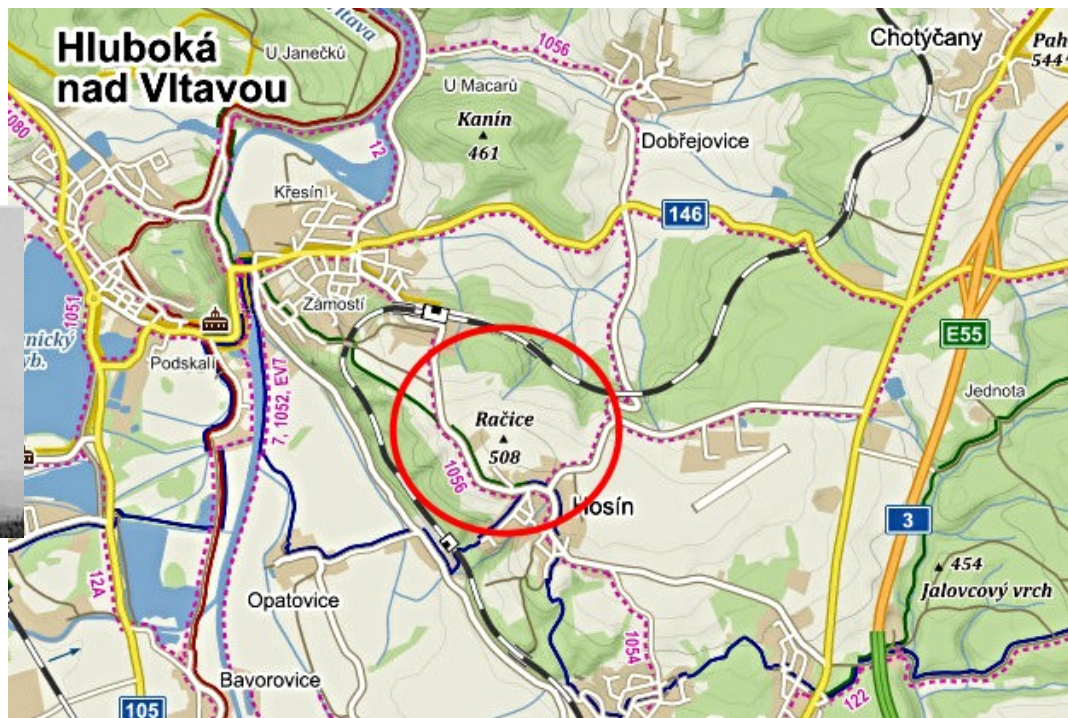 Hluboká
nad Vltavou
Vltava
U Janečků
1056
Chotýčany
544
U Macarů
Kanín
461
Dobřejovice
1080
12
Křesín
146
1051
Zámostí
E55
Podskalí
7, 1052, EV7
Jednota
Račice
508
1056
Hosín
3
454
Jalovcový vrch
12A
Opatovice
1054
Bavorovice
122
105